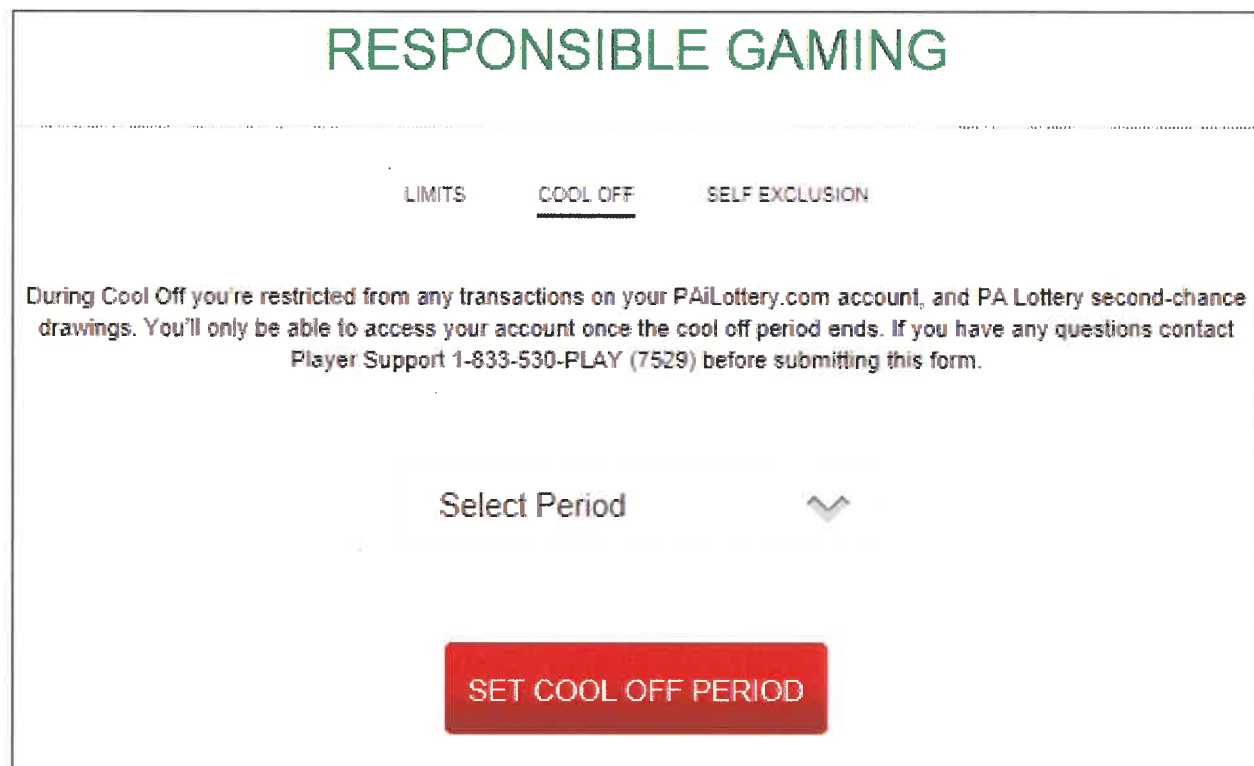 RESPONSIBLE GAMING
LIMITS COOL OFF SELF EXCLUSION
During Cool Off you're restricted from any transactions on your PAiLottery.com account, and PA Lottery second-chance
drawings. You'll only be able to access your account once the cool off period ends. If you have any questions contact
Player Support 1-833-530-PLAY (7529) before submitting this form.
Select Period
SET COOL OFF PERIOD